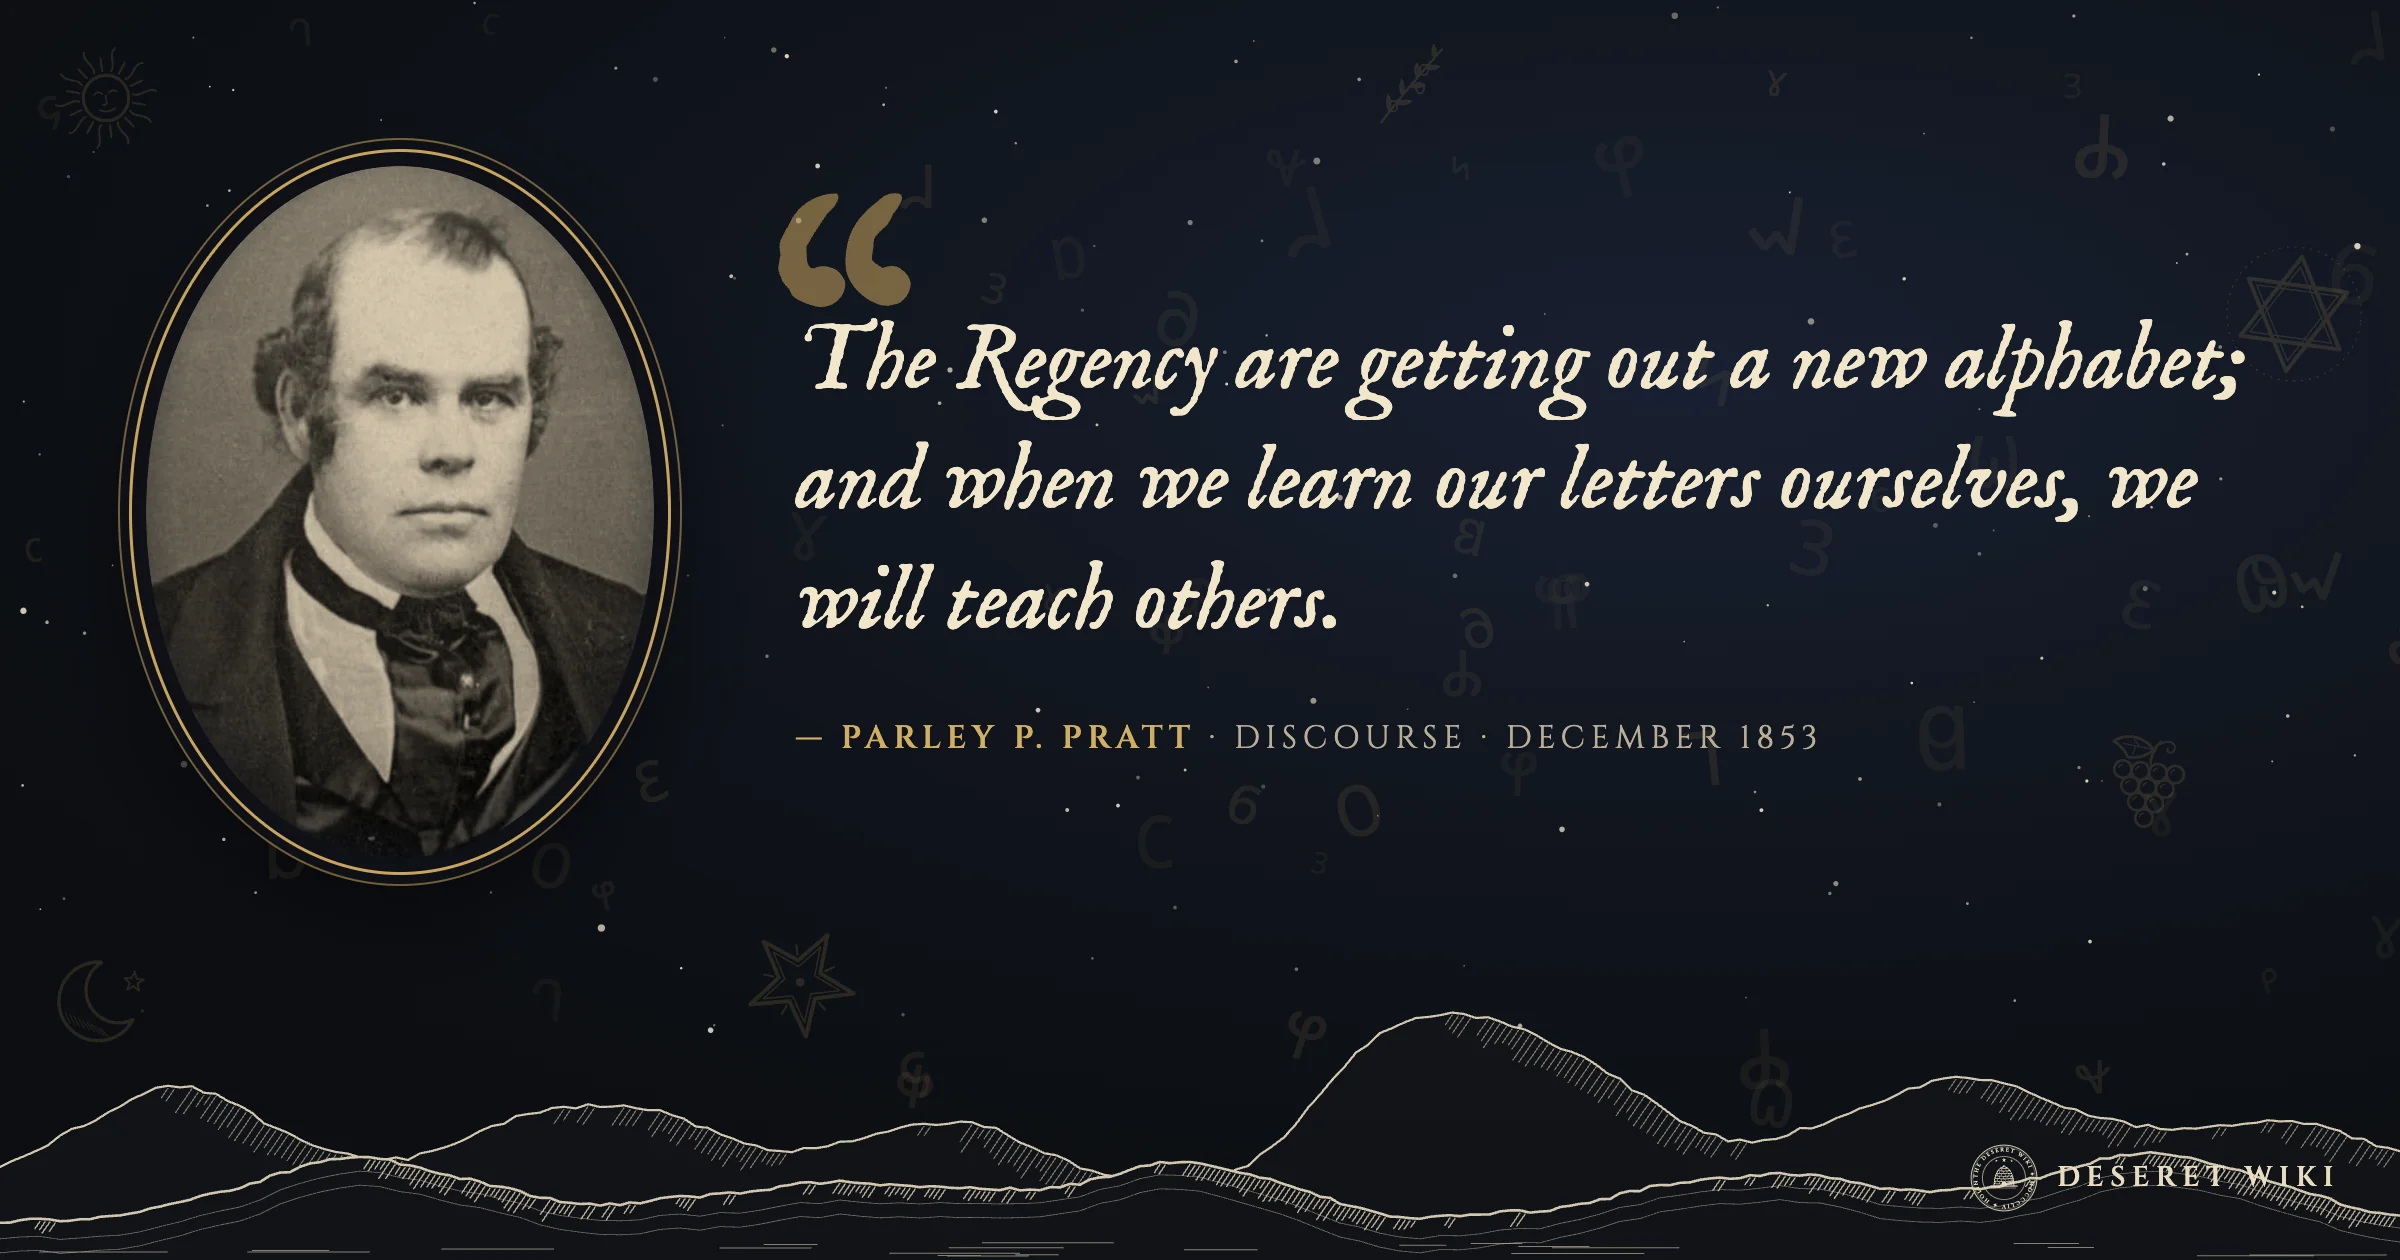 “
The Regency are getting out a new alphabet;
and when we learn our letters ourselves, we
will teach others.
— PARLEY P. PRATT · DISCOURSE · DECEMBER 1853
DESERET WIKI